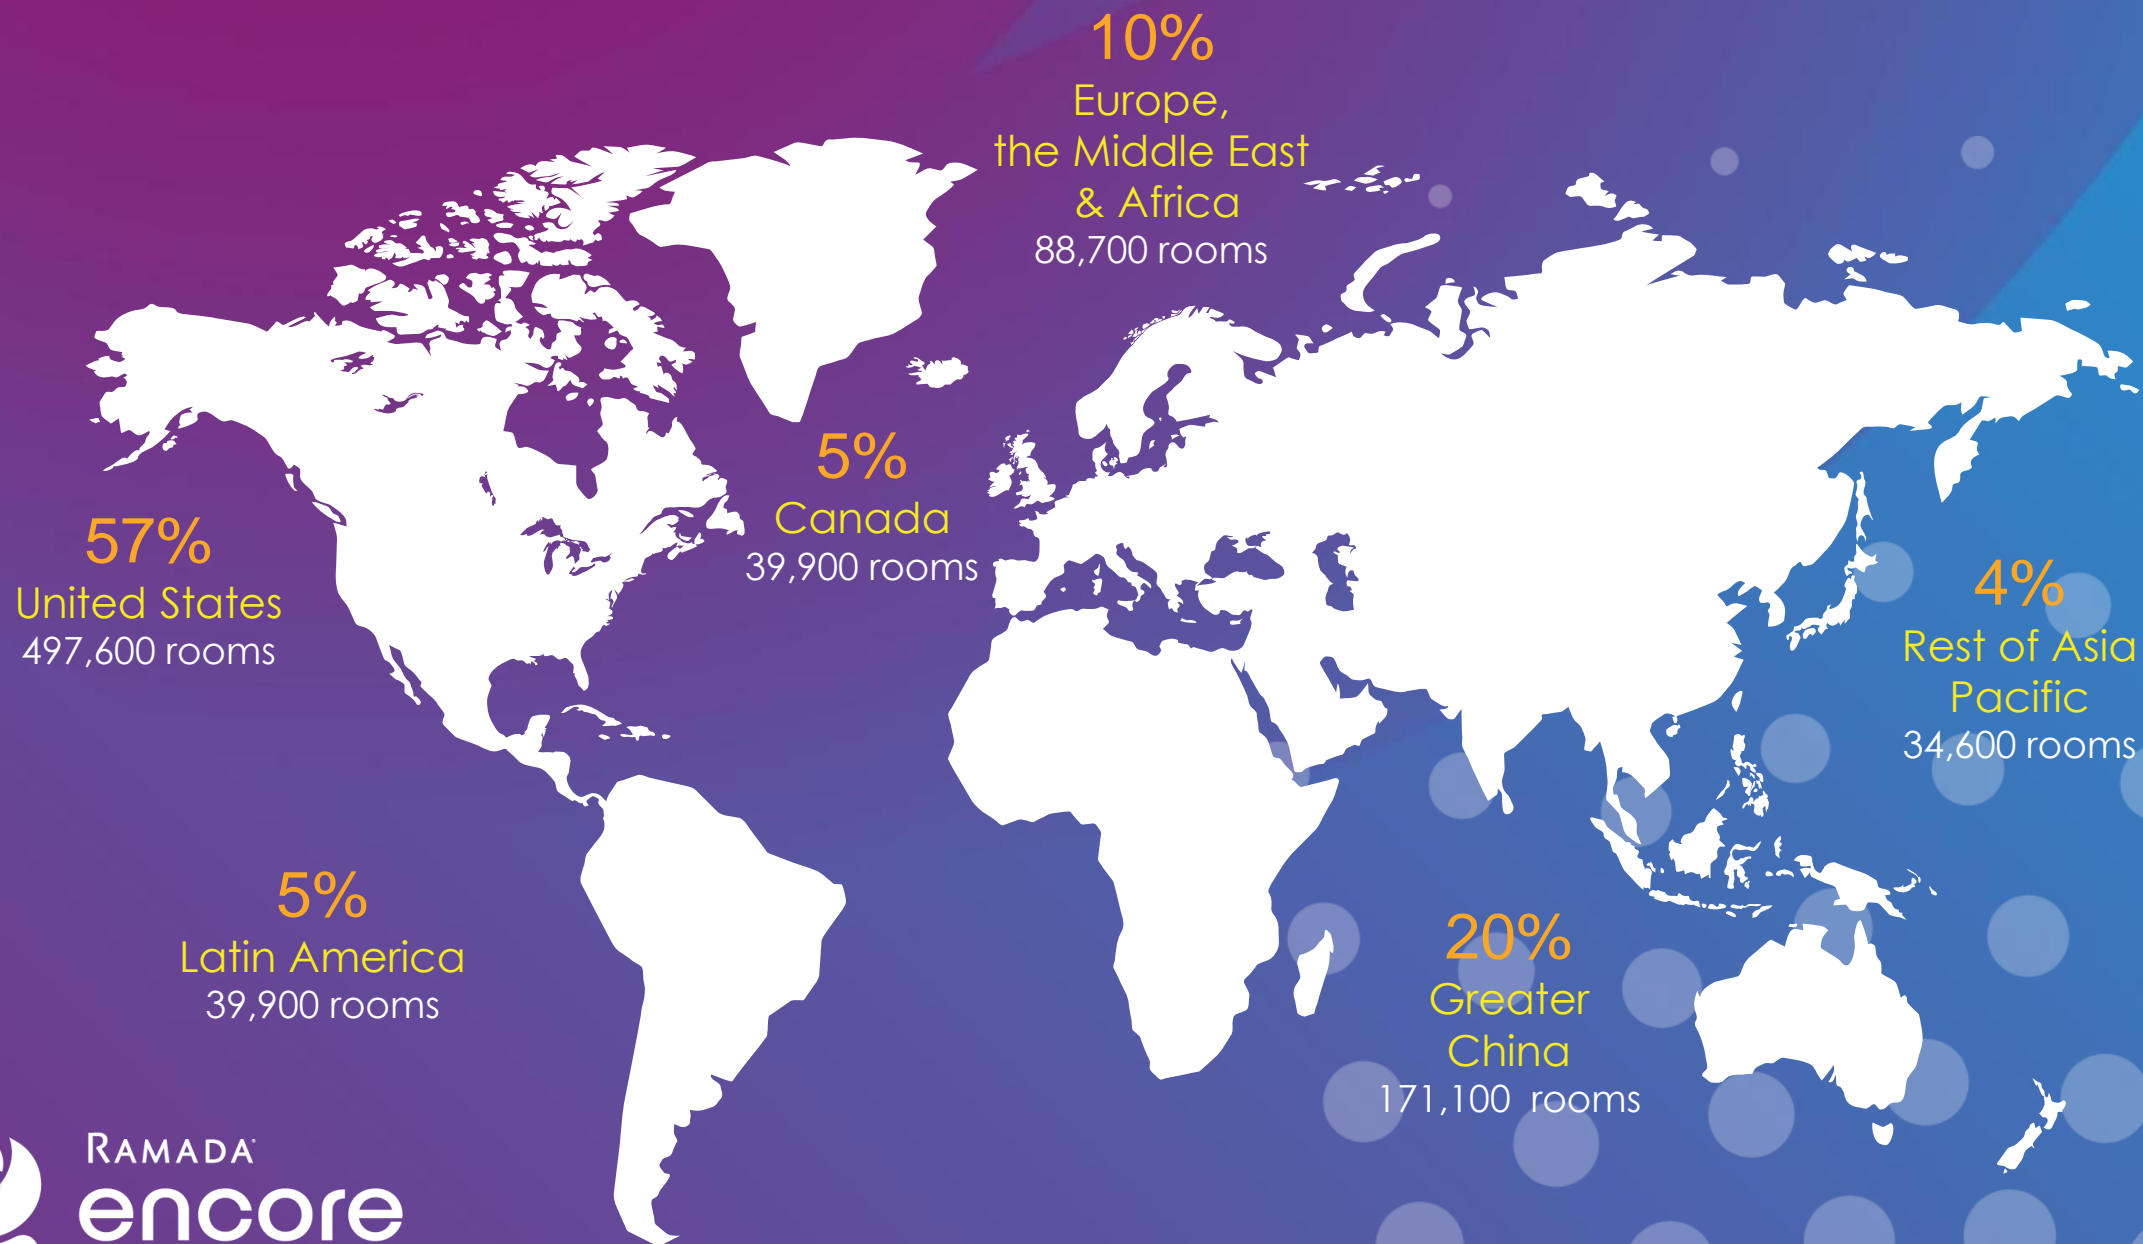 10%
Europe,
the Middle East
& Africa
88,700 rooms
5%
Canada
39,900 rooms
57%
United States
497,600 rooms
4%
Rest of Asia
Pacific
34,600 rooms
5%
Latin America
39,900 rooms
20%
Greater
China
171,100 rooms
RAMADA
encore